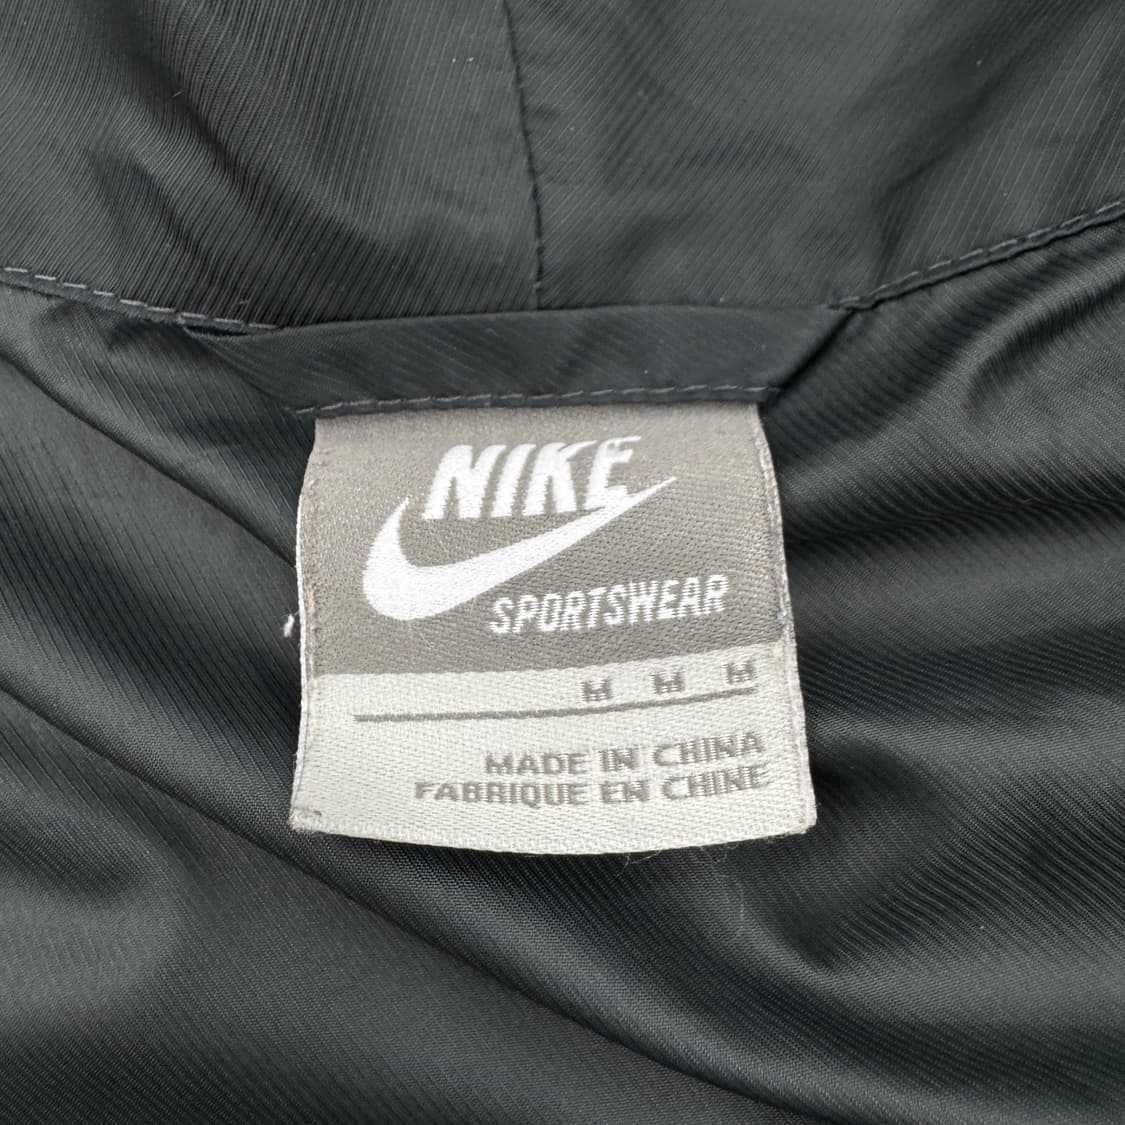 NIKE
SPORTSWEAR
M M M
MADE IN CHINA
FABRIQUE EN CHINE